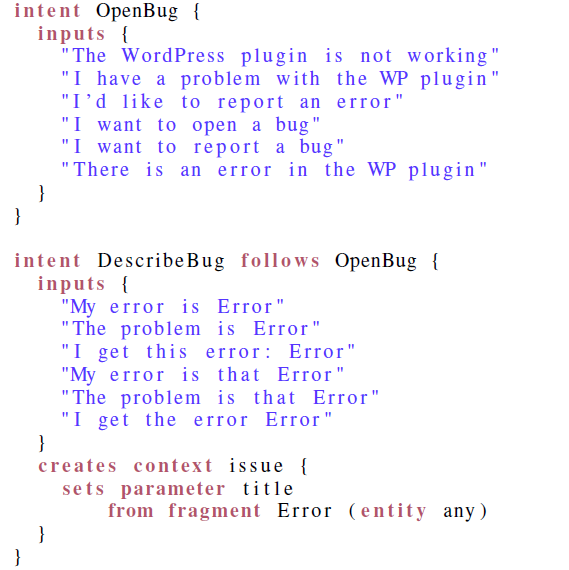 intent OpenBug {
inputs {
"The WordPress plugin is not working"
"I have a problem with the WP plugin"
"I'd like to report an error"
"I want to open a bug"
"I want to report a bug"
"There is an error in the WP plugin"
}
}
intent DescribeBug follows OpenBug {
inputs {
"My error is Error"
"The problem is Error"
"I get this error: Error"
"My error is that Error"
"The problem is that Error"
"I get the error Error"
}
creates context issue {
sets parameter title
from fragment Error (entity any)
}
}